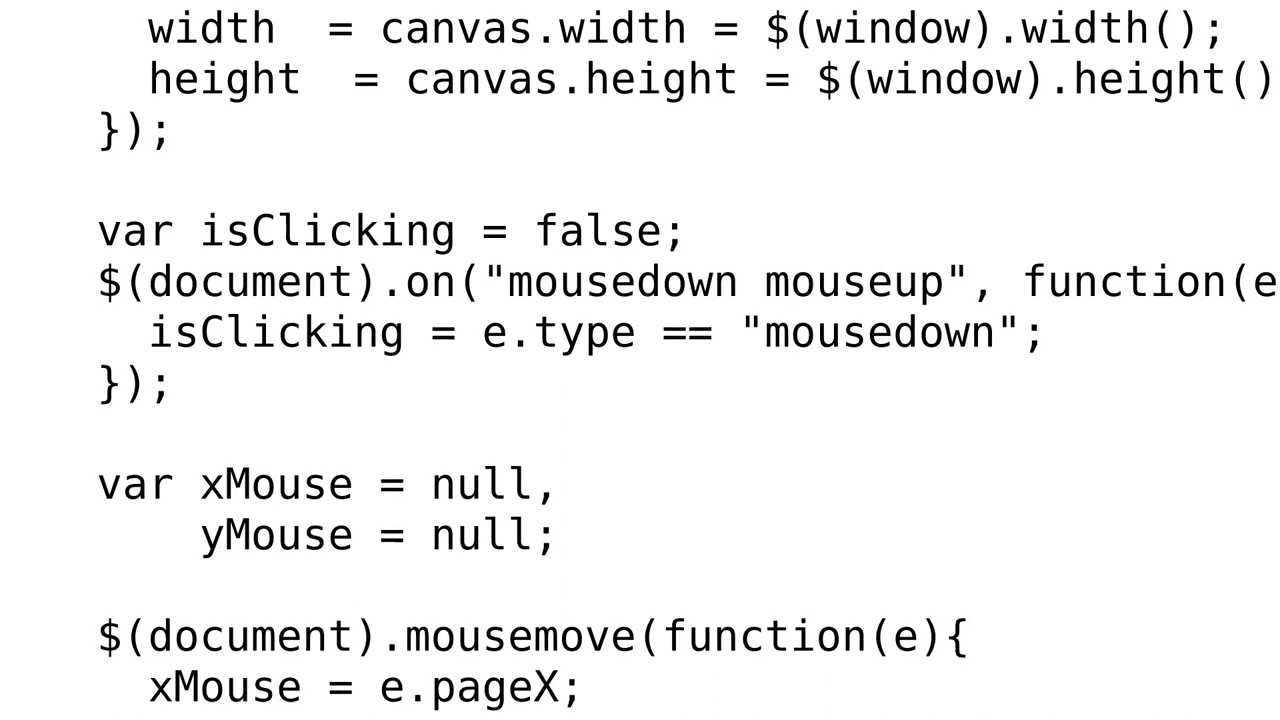 width  = canvas.width = $(window).width();
height  = canvas.height = $(window).height()
});
var isClicking = false;
$(document).on("mousedown mouseup", function(e
isClicking = e.type == "mousedown";
});
var xMouse = null,
yMouse = null;
$(document).mousemove(function(e){
xMouse = e.pageX;